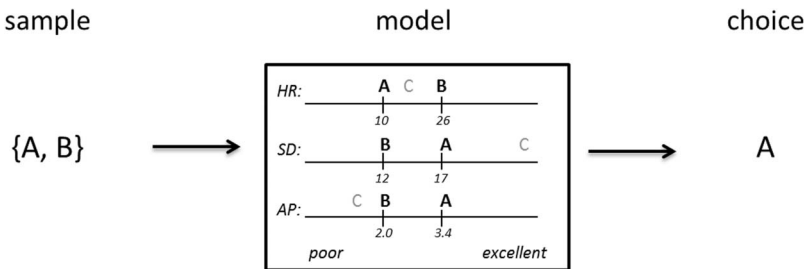 sample model choice
HR: A C B
10 26
{A, B} SD: B A C A
12 17
AP: C B A
2.0 3.4
poor excellent